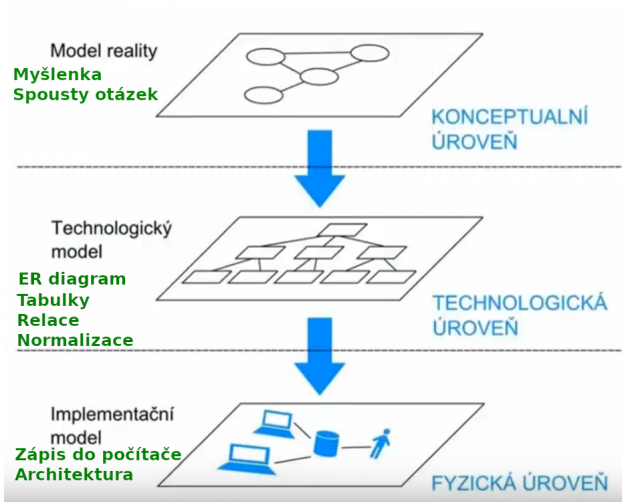 Model reality
Myšlenka
Spousty otázek
KONCEPTUALNÍ
ÚROVEŇ
Technologický
model
ER diagram
Tabulky
Relace
Normalizace
TECHNOLOGICKÁ
ÚROVEŇ
Implementační
model
Zápis do počítače
Architektura
FYZICKÁ ÚROVEŇ